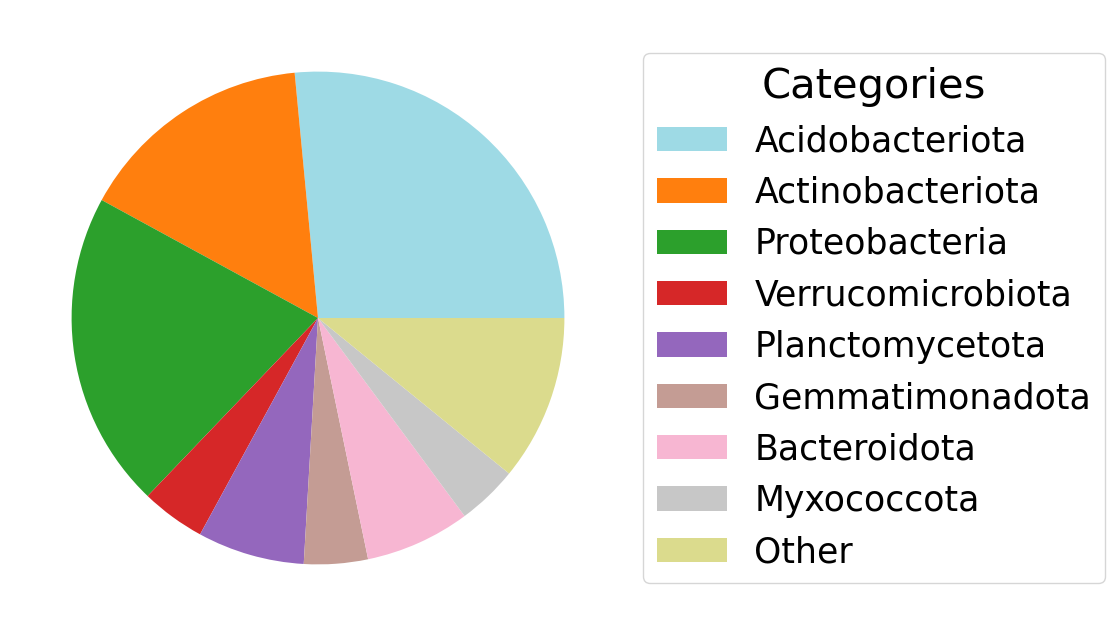 Categories
Acidobacteriota
Actinobacteriota
Proteobacteria
Verrucomicrobiota
Planctomycetota
Gemmatimonadota
Bacteroidota
Myxococcota
Other